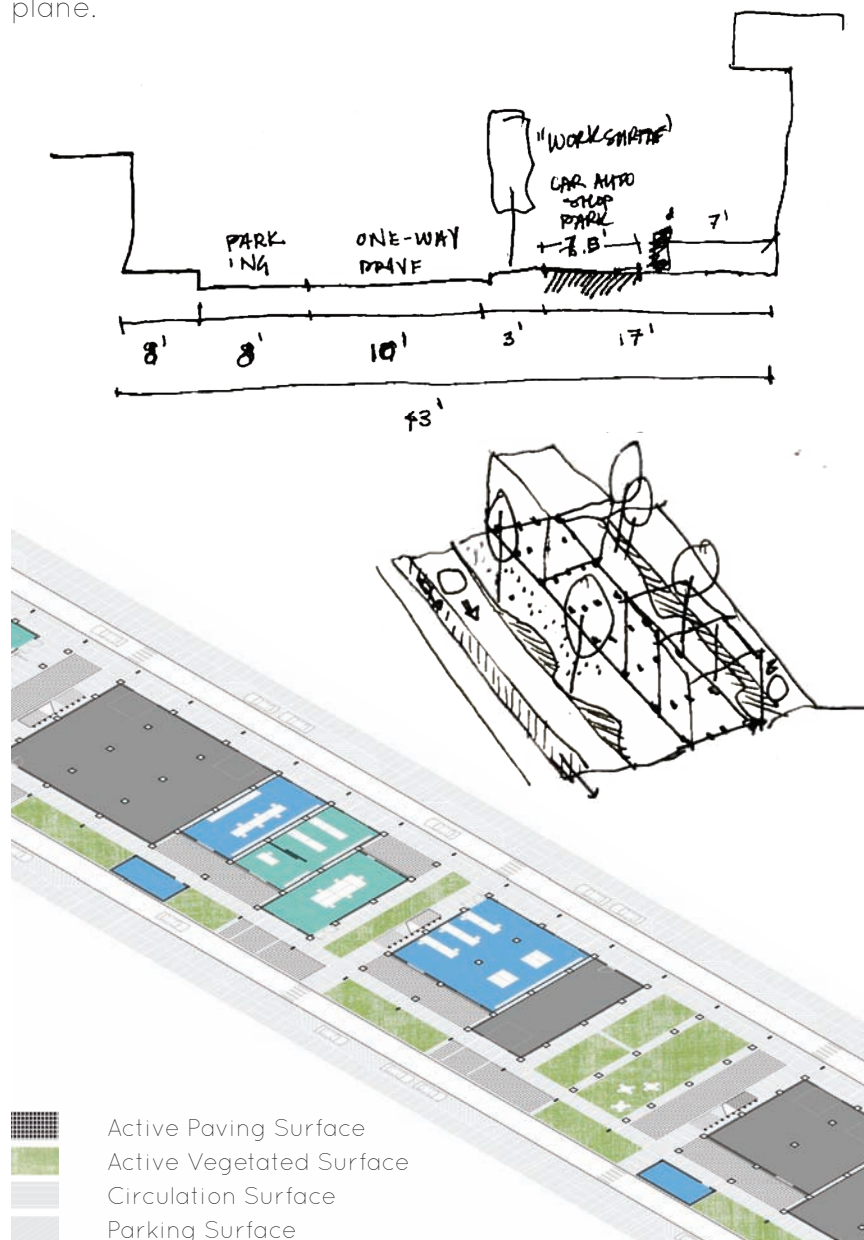 plane.
"WORKSURFACE"
CAR AUTO
SHOP
PARK
7.5'
7'
PARK
ING
ONE-WAY
DRIVE
8'
8'
10'
3'
17'
43'
Active Paving Surface
Active Vegetated Surface
Circulation Surface
Parking Surface